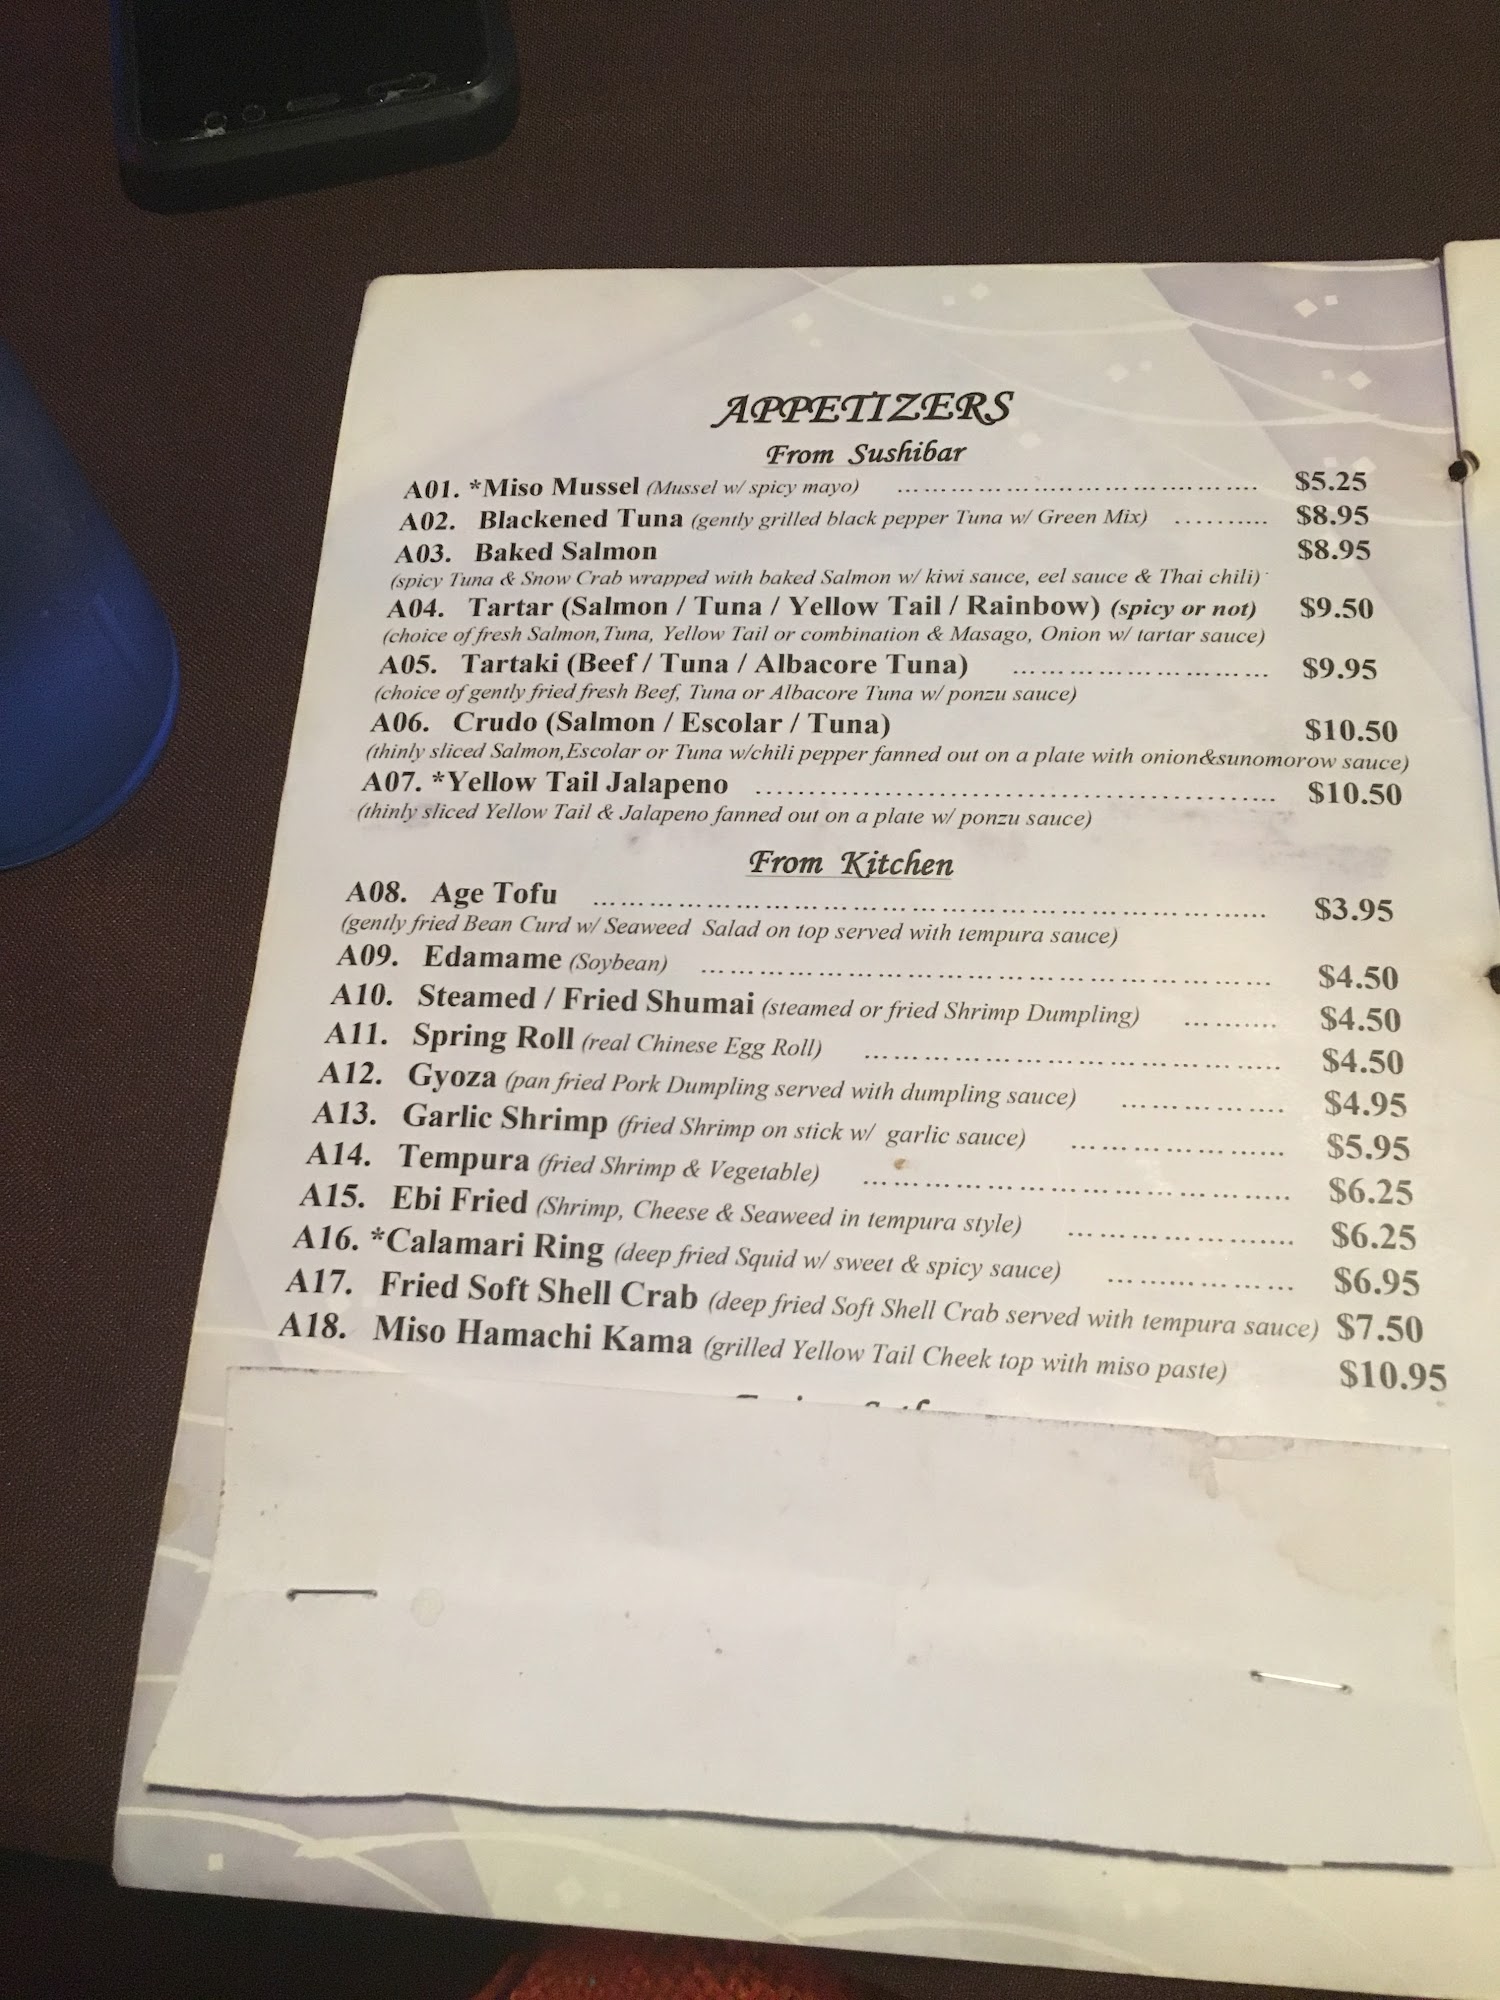 APPETIZERS
From Sushibar
A01. *Miso Mussel (Mussel w/ spicy mayo) ........................................ $5.25
A02. Blackened Tuna (gently grilled black pepper Tuna w/ Green Mix) .......... $8.95
A03. Baked Salmon $8.95
(spicy Tuna & Snow Crab wrapped with baked Salmon w/ kiwi sauce, eel sauce & Thai chili)
A04. Tartar (Salmon / Tuna / Yellow Tail / Rainbow) (spicy or not) $9.50
(choice of fresh Salmon, Tuna, Yellow Tail or combination & Masago, Onion w/ tartar sauce)
A05. Tartaki (Beef / Tuna / Albacore Tuna) ........................ $9.95
(choice of gently fried fresh Beef, Tuna or Albacore Tuna w/ ponzu sauce)
A06. Crudo (Salmon / Escolar / Tuna) $10.50
(thinly sliced Salmon,Escolar or Tuna w/chili pepper fanned out on a plate with onion&sunomorow sauce)
A07. *Yellow Tail Jalapeno ................................................ $10.50
(thinly sliced Yellow Tail & Jalapeno fanned out on a plate w/ ponzu sauce)
From Kitchen
A08. Age Tofu ................................................................ $3.95
(gently fried Bean Curd w/ Seaweed Salad on top served with tempura sauce)
A09. Edamame (Soybean) ...................................................... $4.50
A10. Steamed / Fried Shumai (steamed or fried Shrimp Dumpling) .......... $4.50
A11. Spring Roll (real Chinese Egg Roll) ........................................ $4.50
A12. Gyoza (pan fried Pork Dumpling served with dumpling sauce) ................ $4.95
A13. Garlic Shrimp (fried Shrimp on stick w/ garlic sauce) ..................... $5.95
A14. Tempura (fried Shrimp & Vegetable) ........................................ $6.25
A15. Ebi Fried (Shrimp, Cheese & Seaweed in tempura style) ...................... $6.25
A16. *Calamari Ring (deep fried Squid w/ sweet & spicy sauce) .................. $6.95
A17. Fried Soft Shell Crab (deep fried Soft Shell Crab served with tempura sauce) $7.50
A18. Miso Hamachi Kama (grilled Yellow Tail Cheek top with miso paste) $10.95